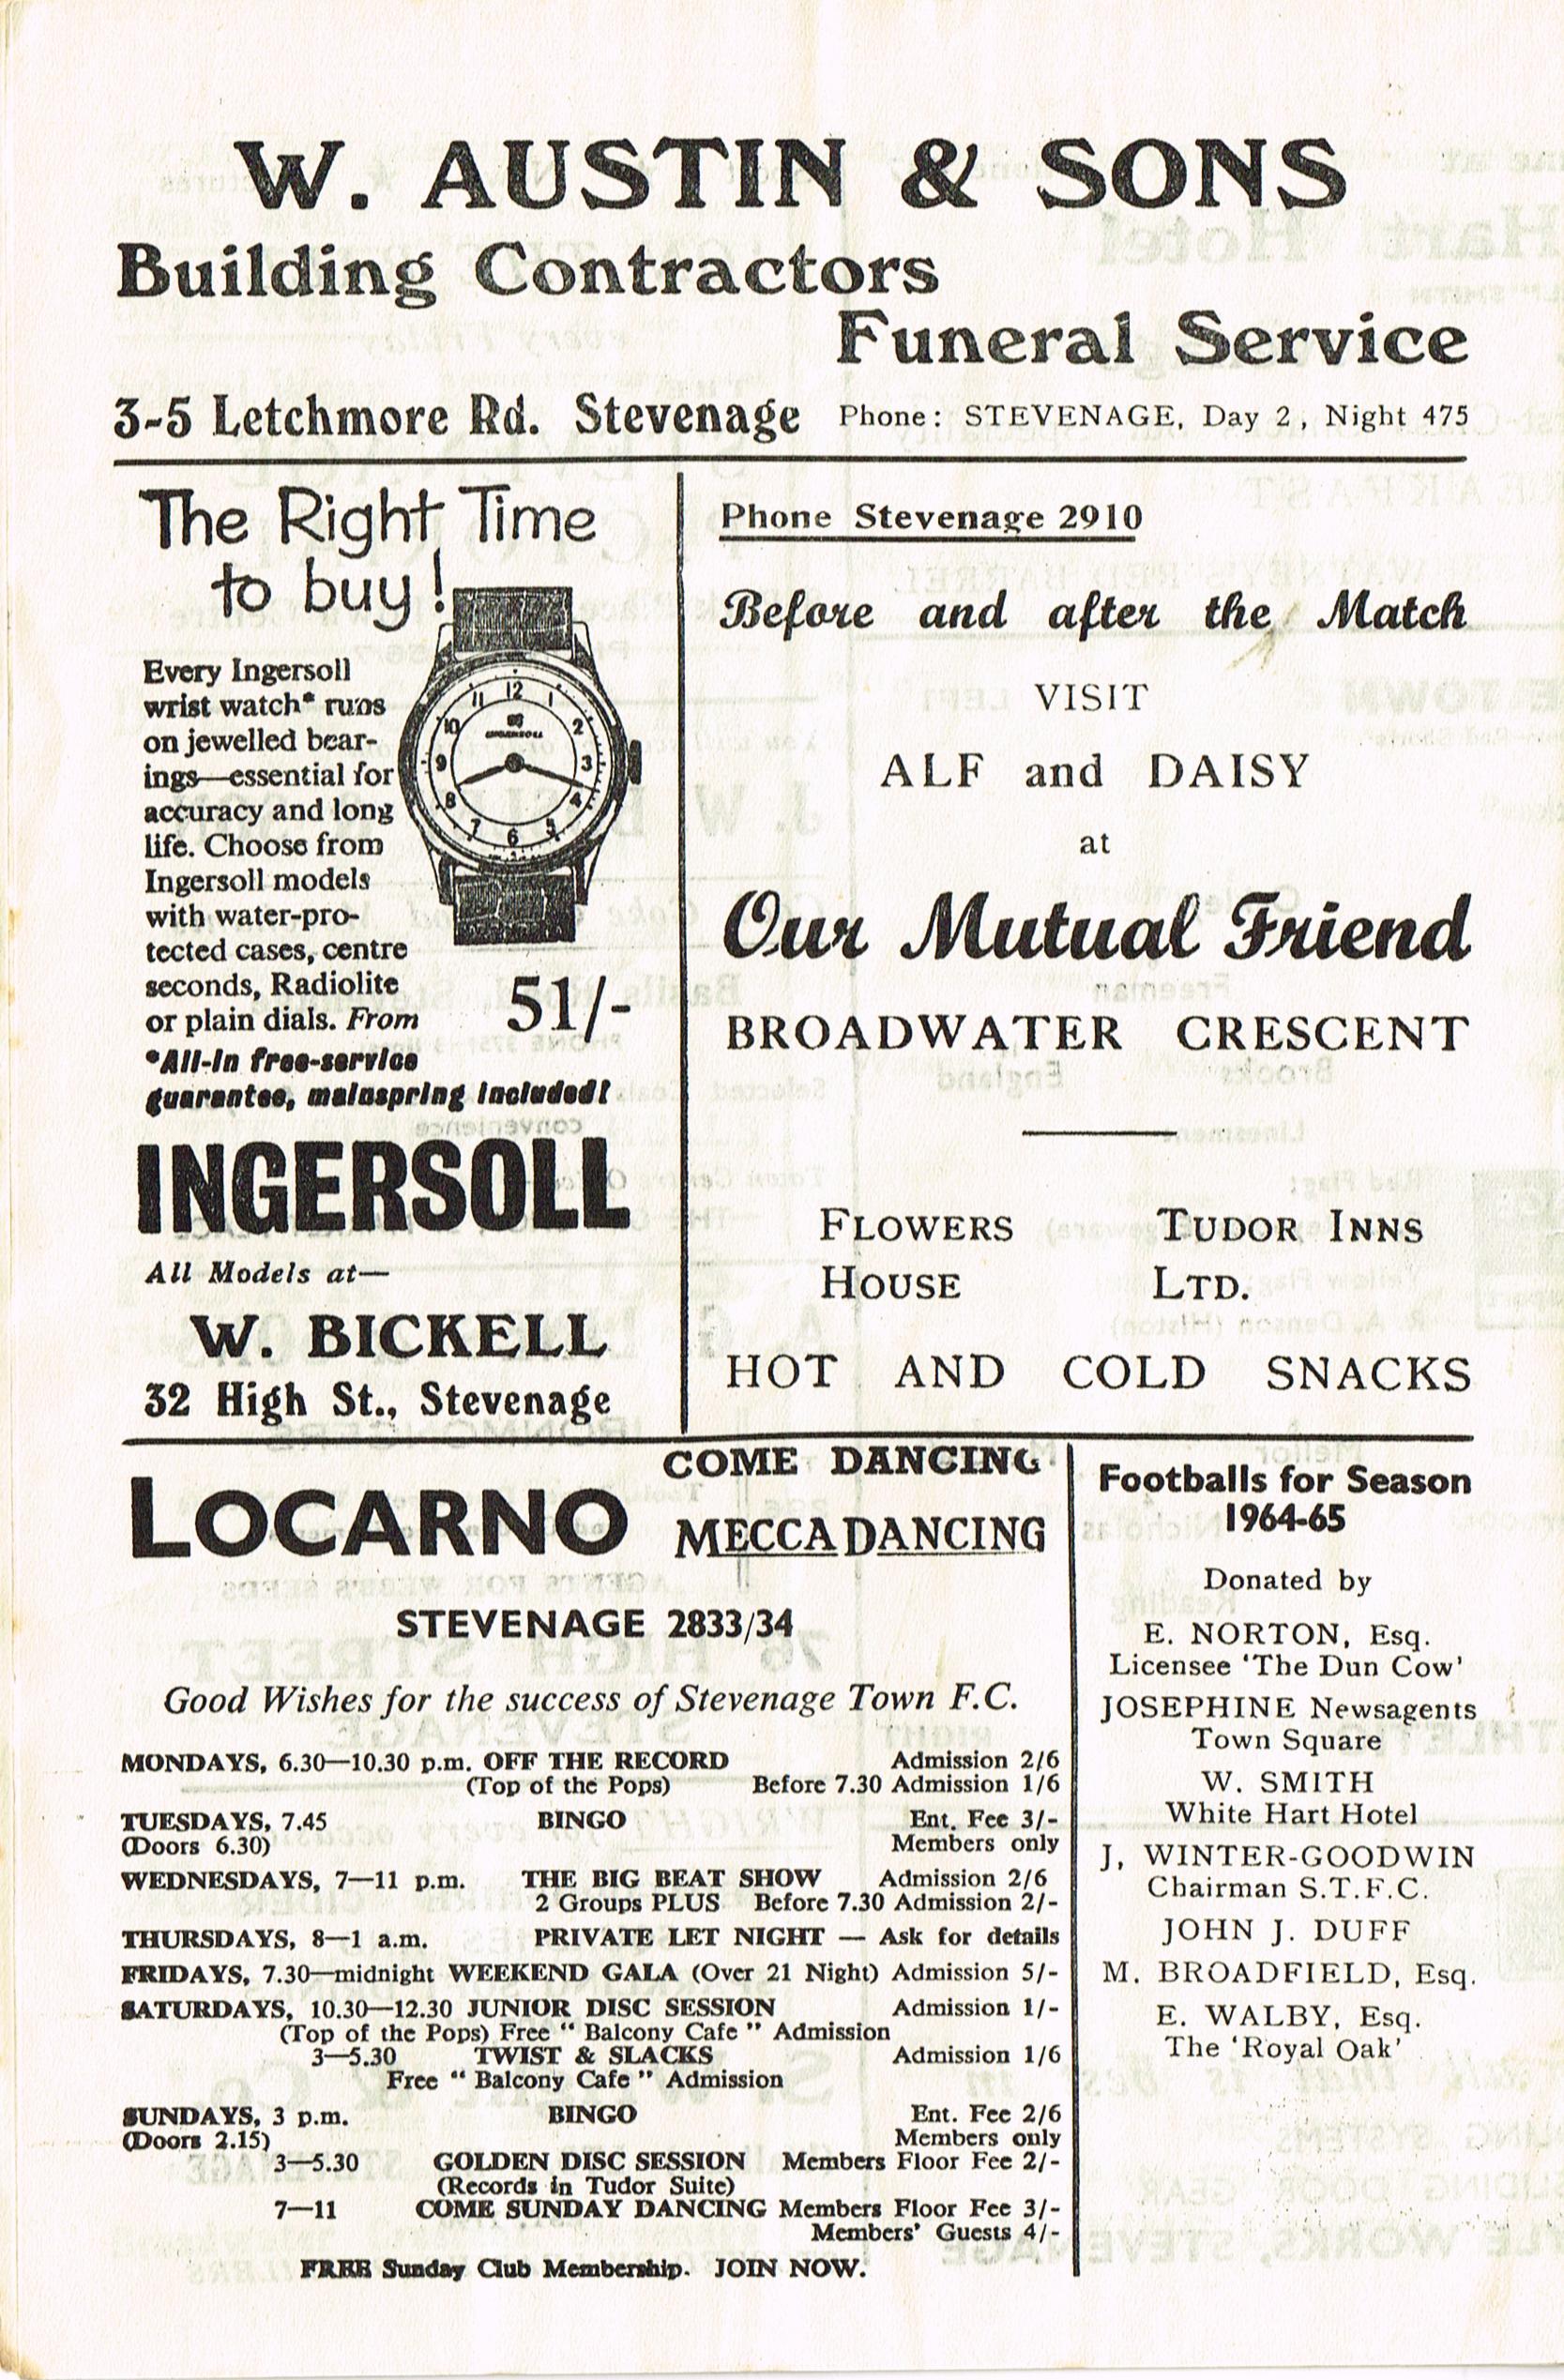 W. AUSTIN & SONS
Building Contractors
Funeral Service
3-5 Letchmore Rd. Stevenage Phone: STEVENAGE, Day 2, Night 475
The Right Time
to buy!
Every Ingersoll
wrist watch* runs
on jewelled bear-
ings—essential for
accuracy and long
life. Choose from
Ingersoll models
with water-pro-
tected cases, centre
seconds, Radiolite
or plain dials. From 51/-
*All-in free-service
guarantee, mainspring included!
12
1
2
3
4
5
6
7
8
9
10
11
INGERSOLL
INGERSOLL
All Models at—
W. BICKELL
32 High St., Stevenage
Phone Stevenage 2910
Before and after the Match
VISIT
ALF and DAISY
at
Our Mutual Friend
BROADWATER CRESCENT
FLOWERS TUDOR INNS
HOUSE LTD.
HOT AND COLD SNACKS
LOCARNO
COME DANCING
MECCA DANCING
STEVENAGE 2833/34
Good Wishes for the success of Stevenage Town F.C.
MONDAYS, 6.30—10.30 p.m. OFF THE RECORD Admission 2/6
(Top of the Pops) Before 7.30 Admission 1/6
TUESDAYS, 7.45 BINGO Ent. Fee 3/-
(Doors 6.30) Members only
WEDNESDAYS, 7—11 p.m. THE BIG BEAT SHOW Admission 2/6
2 Groups PLUS Before 7.30 Admission 2/-
THURSDAYS, 8—1 a.m. PRIVATE LET NIGHT — Ask for details
FRIDAYS, 7.30—midnight WEEKEND GALA (Over 21 Night) Admission 5/-
SATURDAYS, 10.30—12.30 JUNIOR DISC SESSION Admission 1/-
(Top of the Pops) Free "Balcony Cafe" Admission
3—5.30 TWIST & SLACKS Admission 1/6
Free "Balcony Cafe" Admission
SUNDAYS, 3 p.m. BINGO Ent. Fee 2/6
(Doors 2.15) Members only
3—5.30 GOLDEN DISC SESSION Members Floor Fee 2/-
(Records in Tudor Suite)
7—11 COME SUNDAY DANCING Members Floor Fee 3/-
Members' Guests 4/-
FREE Sunday Club Membership. JOIN NOW.
Footballs for Season
1964-65
Donated by
E. NORTON, Esq.
Licensee 'The Dun Cow'
JOSEPHINE Newsagents
Town Square
W. SMITH
White Hart Hotel
J, WINTER-GOODWIN
Chairman S.T.F.C.
JOHN J. DUFF
M. BROADFIELD, Esq.
E. WALBY, Esq.
The 'Royal Oak'